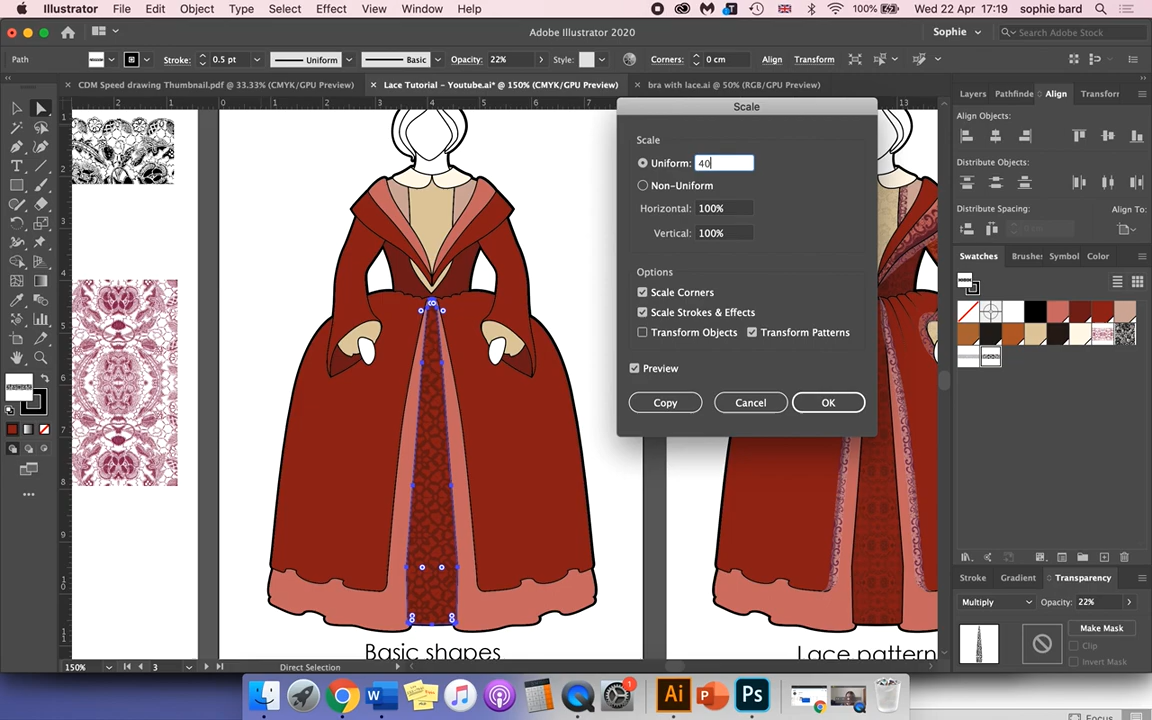 Illustrator File Edit Object Type Select Effect View Window Help 100% Wed 22 Apr 17:19 sophie bard
Adobe Illustrator 2020 Sophie Search Adobe Stock
Path Stroke: 0.5 pt Uniform Basic Opacity: 22% Style: Corners: 0 cm Align Transform
CDM Speed drawing Thumbnail.pdf @ 33.33% (CMYK/GPU Preview) Lace Tutorial - Youtube.ai* @ 150% (CMYK/GPU Preview) bra with lace.ai @ 50% (RGB/GPU Preview)
Layers Pathfinde Align Transforr
Scale
Align Objects:
Scale
Uniform: 40
Non-Uniform
Horizontal: 100%
Vertical: 100%
Distribute Objects:
Distribute Spacing: Align To:
0 cm
Swatches Brushe: Symbol Color
Options
Scale Corners
Scale Strokes & Effects
Transform Objects Transform Patterns
Preview
Copy Cancel OK
Stroke Gradient Transparency
Multiply Opacity: 22%
Make Mask
Clip
Invert Mask
Basic shapes
Lace pattern
150% 3 Direct Selection
Focus